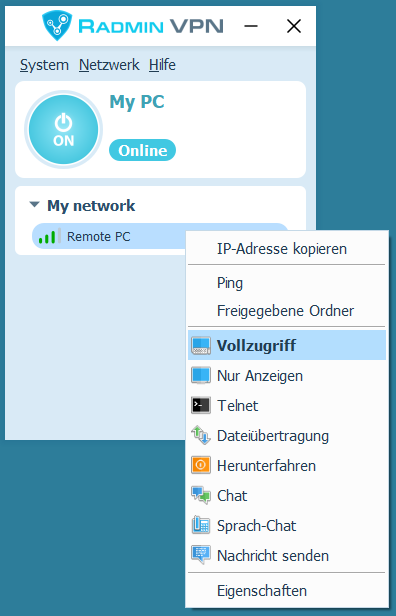 RADMIN VPN
System Netzwerk Hilfe
My PC
ON
Online
My network
Remote PC
IP-Adresse kopieren
Ping
Freigegebene Ordner
Vollzugriff
Nur Anzeigen
Telnet
Dateiübertragung
Herunterfahren
Chat
Sprach-Chat
Nachricht senden
Eigenschaften